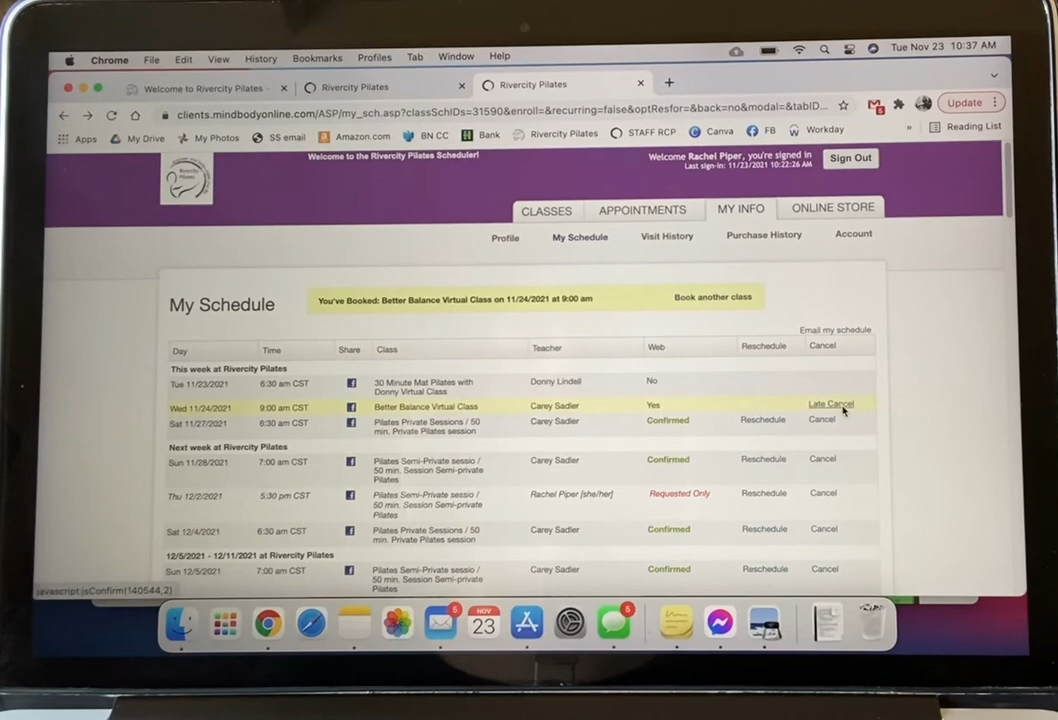 Chrome File Edit View History Bookmarks Profiles Tab Window Help Tue Nov 23 10:37 AM
Welcome to Rivercity Pilates - Rivercity Pilates Rivercity Pilates
clients.mindbodyonline.com/ASP/my_sch.asp?classSchIDs=31590&enroll=&recurring=false&optResfor=&back=no&modal=&tabID... Update
Apps My Drive My Photos SS email Amazon.com BN CC Bank Rivercity Pilates STAFF RCP Canva FB Workday » Reading List
Welcome to the Rivercity Pilates Scheduler!
Welcome Rachel Piper, you're signed in
Last sign-in: 11/23/2021 10:22:26 AM
Sign Out
Rivercity
Pilates
CLASSES APPOINTMENTS MY INFO ONLINE STORE
Profile My Schedule Visit History Purchase History Account
My Schedule
You've Booked: Better Balance Virtual Class on 11/24/2021 at 9:00 am Book another class
Email my schedule
Day Time Share Class Teacher Web Reschedule Cancel
This week at Rivercity Pilates
Tue 11/23/2021 6:30 am CST 30 Minute Mat Pilates with Donny Lindell No
Donny Virtual Class
Wed 11/24/2021 9:00 am CST Better Balance Virtual Class Carey Sadler Yes Late Cancel
Sat 11/27/2021 6:30 am CST Pilates Private Sessions / 50 Carey Sadler Confirmed Reschedule Cancel
min. Private Pilates session
Next week at Rivercity Pilates
Sun 11/28/2021 7:00 am CST Pilates Semi-Private sessio / Carey Sadler Confirmed Reschedule Cancel
50 min. Session Semi-private
Pilates
Thu 12/2/2021 5:30 pm CST Pilates Semi-Private sessio / Rachel Piper [she/her] Requested Only Reschedule Cancel
50 min. Session Semi-private
Pilates
Sat 12/4/2021 6:30 am CST Pilates Private Sessions / 50 Carey Sadler Confirmed Reschedule Cancel
min. Private Pilates session
12/5/2021 - 12/11/2021 at Rivercity Pilates
Sun 12/5/2021 7:00 am CST Pilates Semi-Private sessio / Carey Sadler Confirmed Reschedule Cancel
50 min. Session Semi-private
Pilates
javascript:jsConfirm(140544,2)
5 NOV 5
23